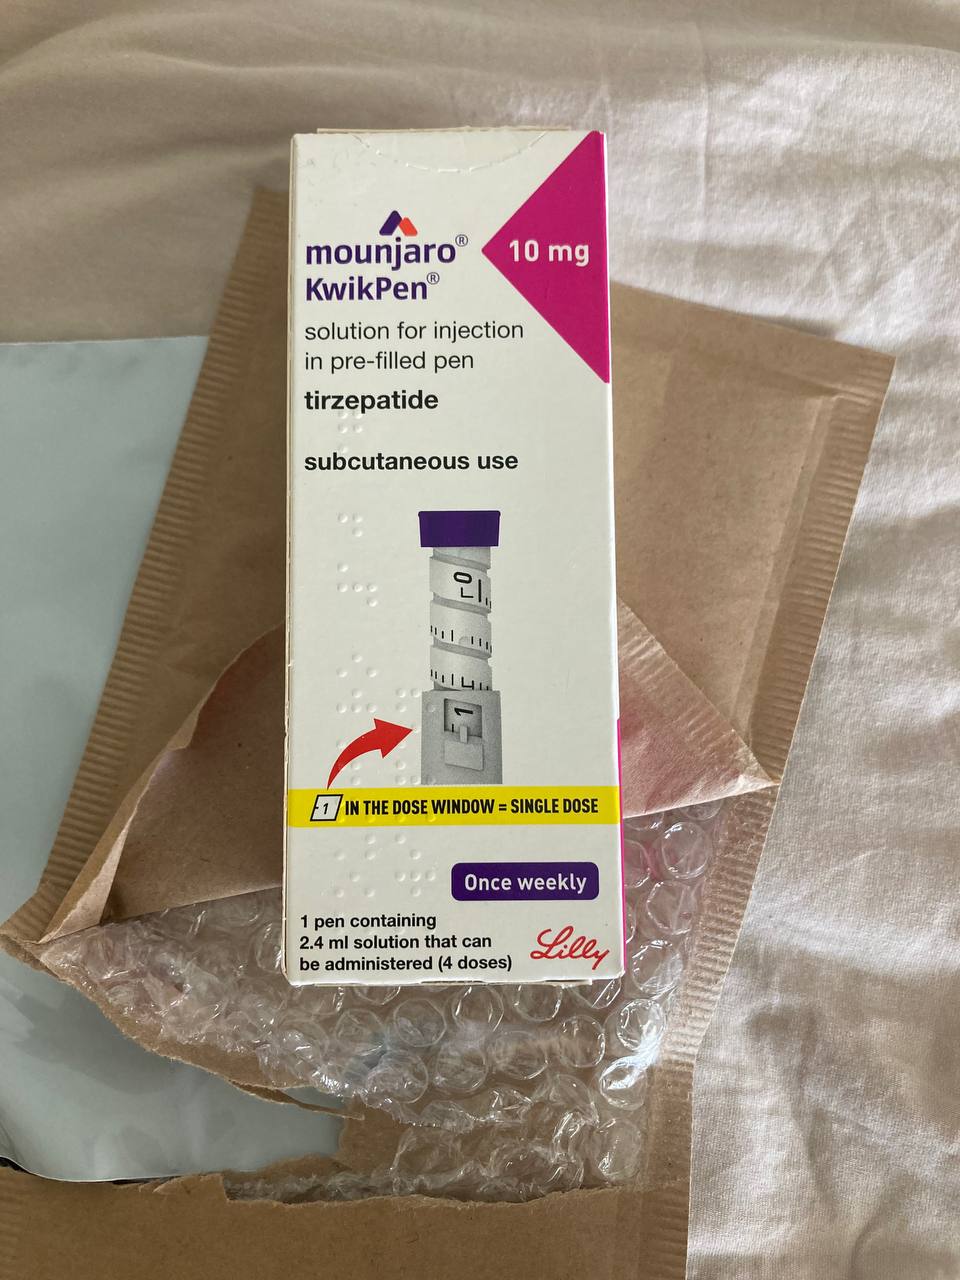 mounjaro®
KwikPen®
10 mg
solution for injection
in pre-filled pen
tirzepatide
subcutaneous use
0
1
1 IN THE DOSE WINDOW = SINGLE DOSE
Once weekly
1 pen containing
2.4 ml solution that can
be administered (4 doses)
Lilly